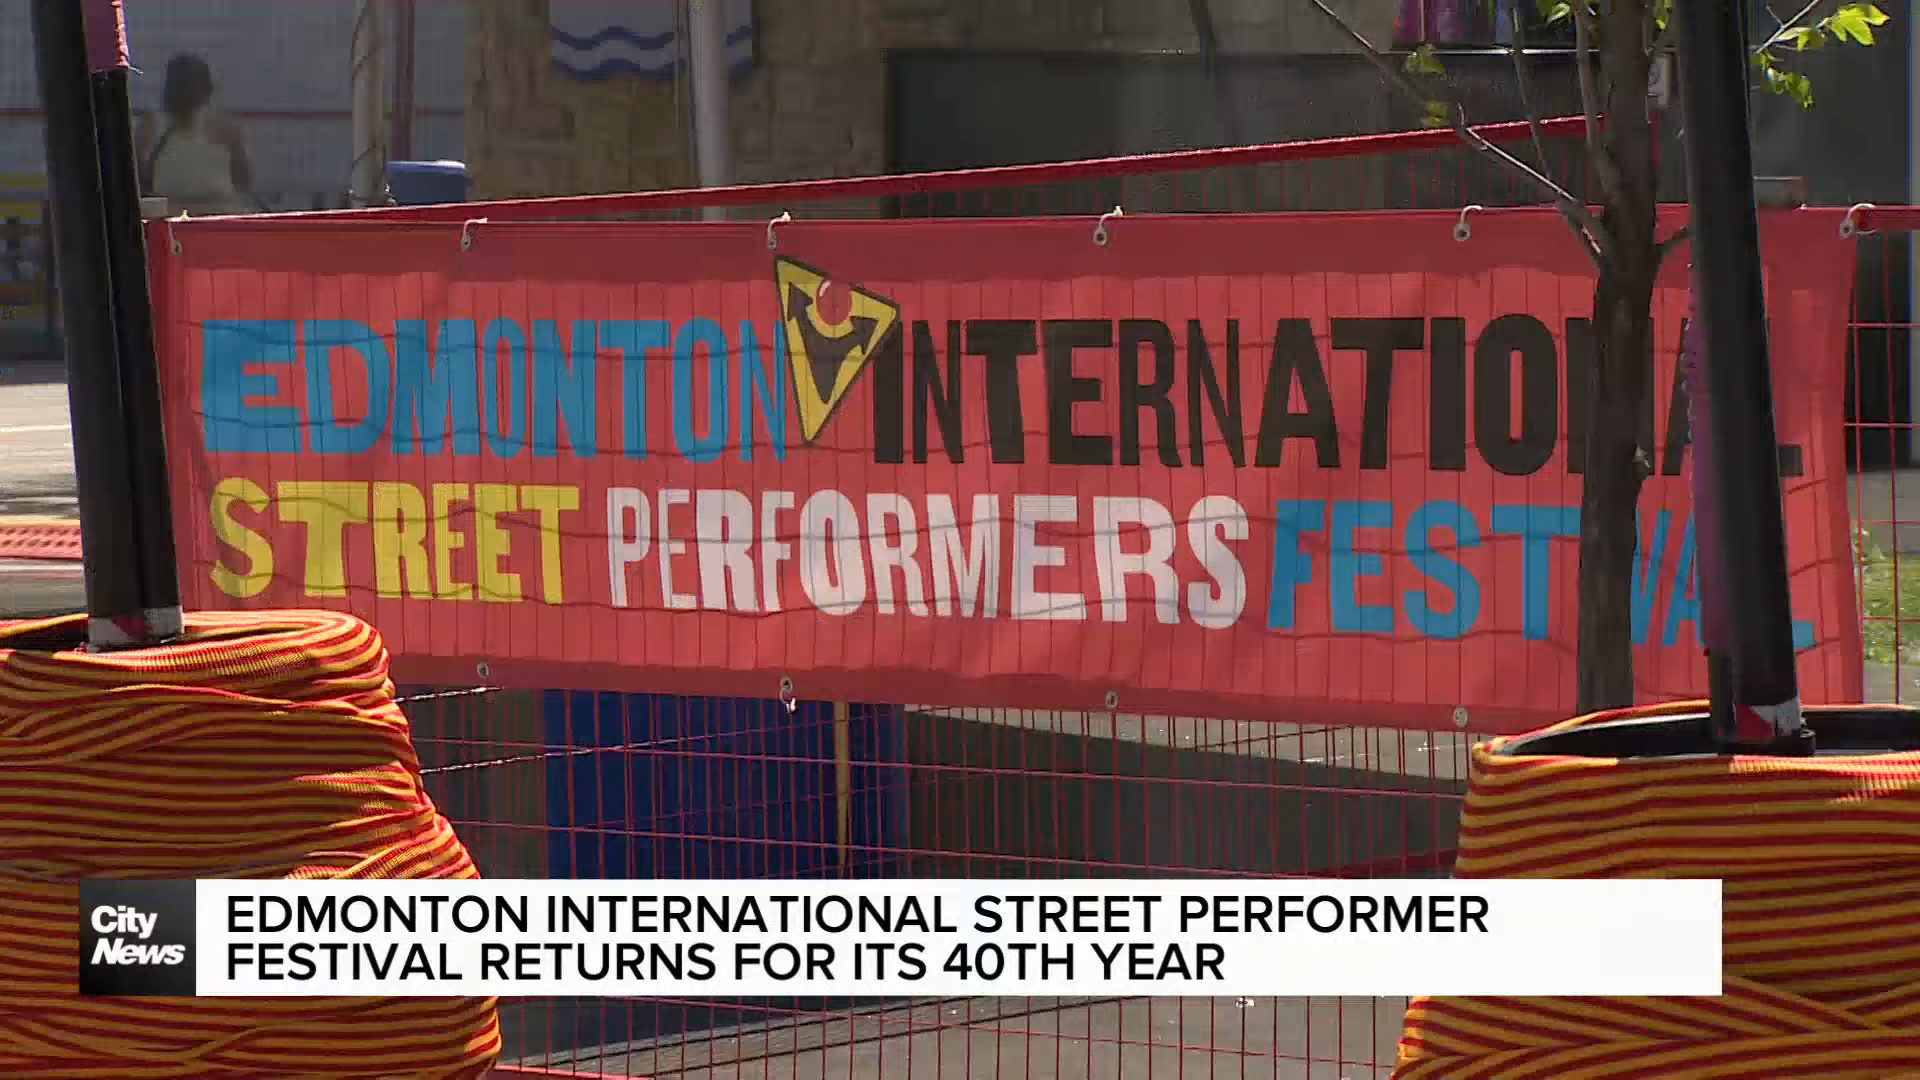 EDMONTON INTERNATIONAL
STREET PERFORMERS FESTIVAL
City
News
EDMONTON INTERNATIONAL STREET PERFORMER
FESTIVAL RETURNS FOR ITS 40TH YEAR